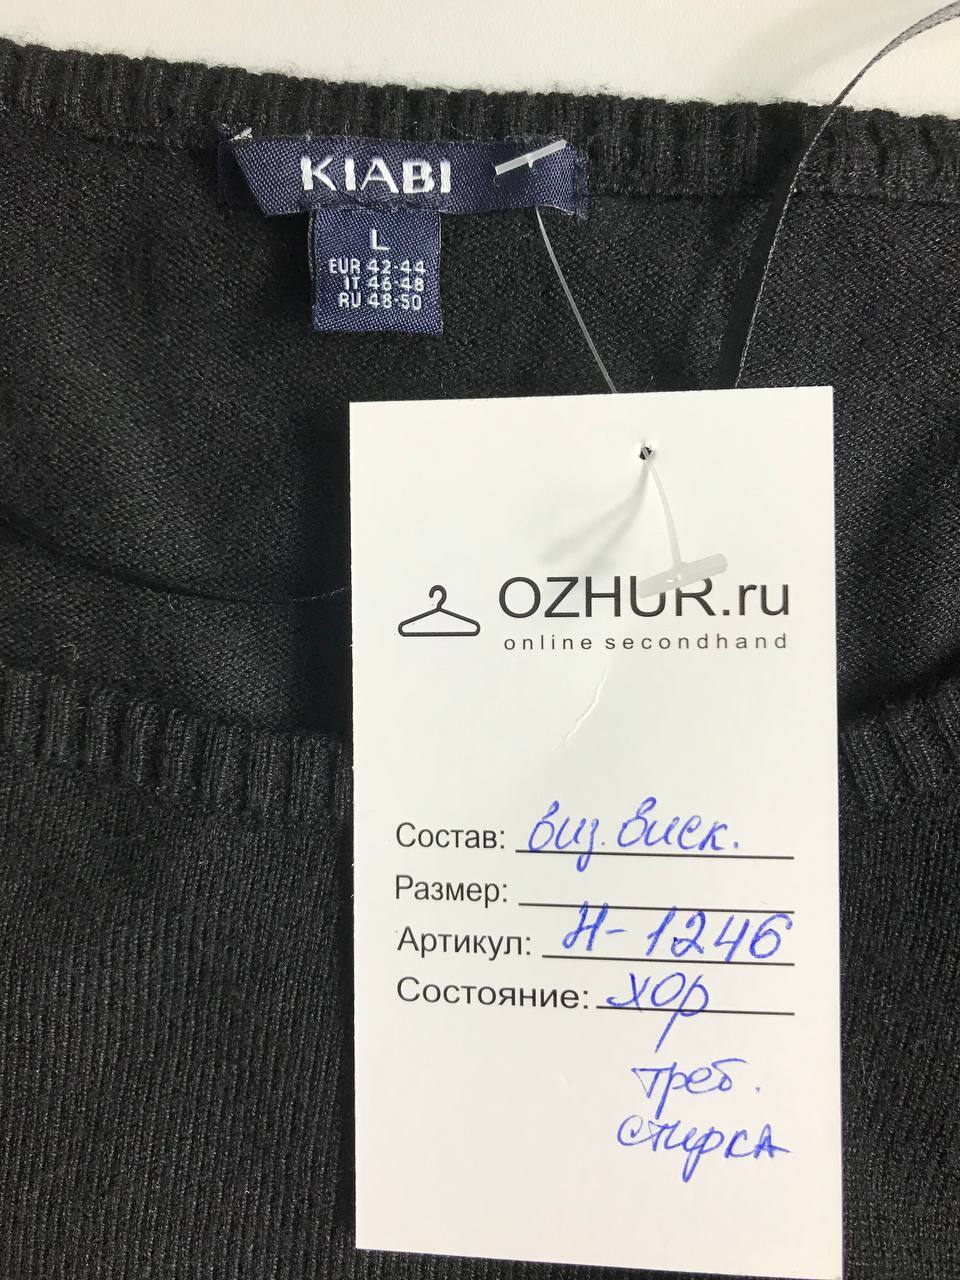 KIABI
L
EUR 42-44
IT 46-48
RU 48-50
OZHUR.ru
online secondhand
Состав: виз. виск.
Размер:
Артикул: Н-1246
Состояние: хор
треб.
стирка